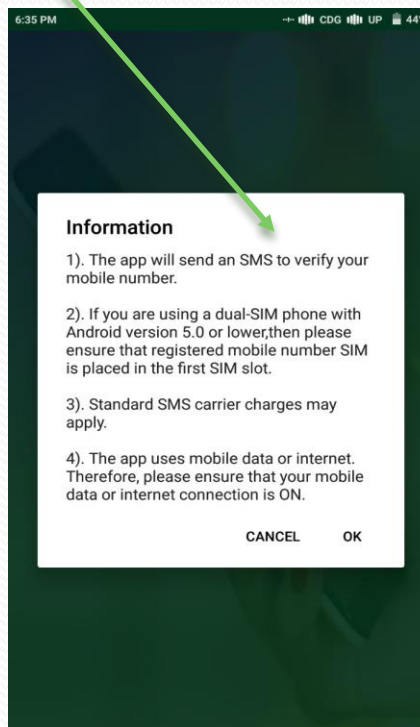 6:35 PM CDG UP 44%
Information
1). The app will send an SMS to verify your
mobile number.
2). If you are using a dual-SIM phone with
Android version 5.0 or lower,then please
ensure that registered mobile number SIM
is placed in the first SIM slot.
3). Standard SMS carrier charges may
apply.
4). The app uses mobile data or internet.
Therefore, please ensure that your mobile
data or internet connection is ON.
CANCEL OK